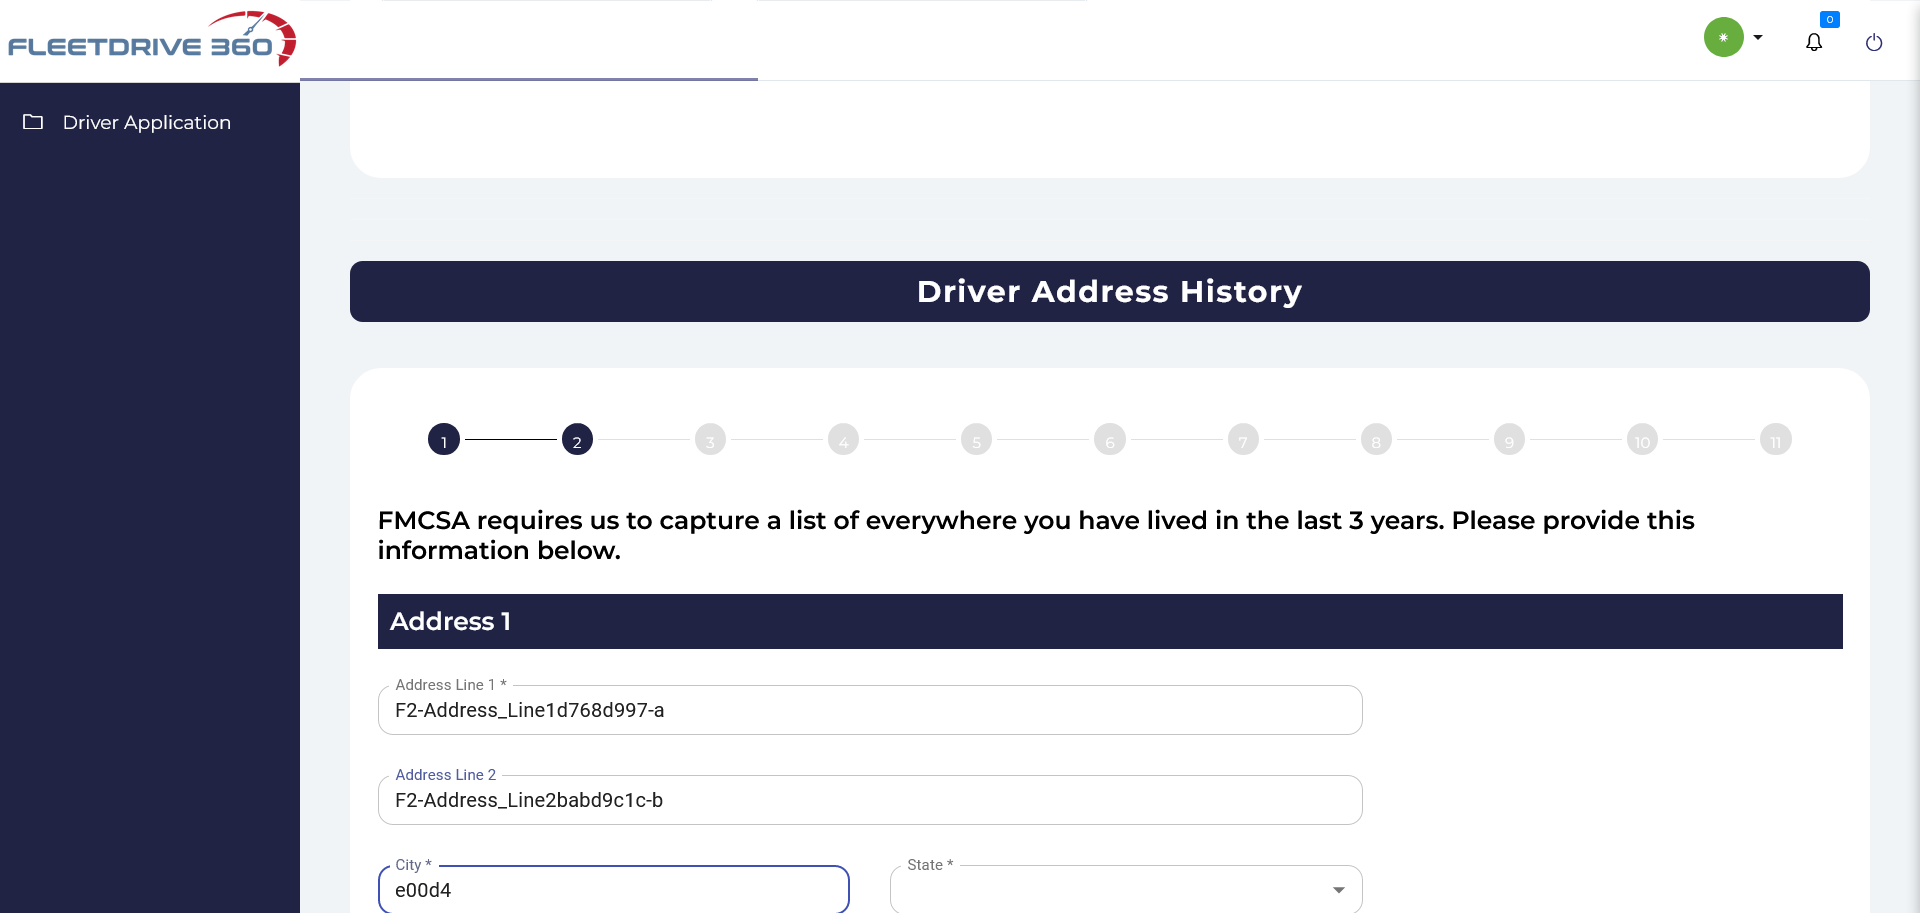 FLEETDRIVE 360
0
Driver Application
Driver Address History
1 2 3 4 5 6 7 8 9 10 11
FMCSA requires us to capture a list of everywhere you have lived in the last 3 years. Please provide this
information below.
Address 1
Address Line 1 *
F2-Address_Line1d768d997-a
Address Line 2
F2-Address_Line2babd9c1c-b
City *
e00d4
State *